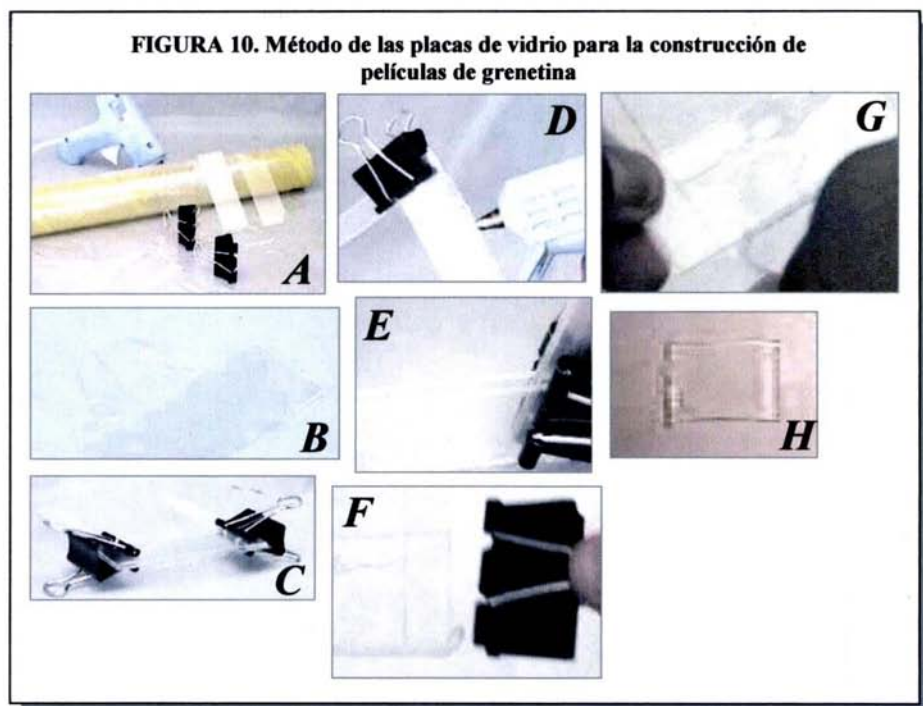 FIGURA 10. Método de las placas de vidrio para la construcción de
películas de grenetina
A
D
G
B
E
H
C
F